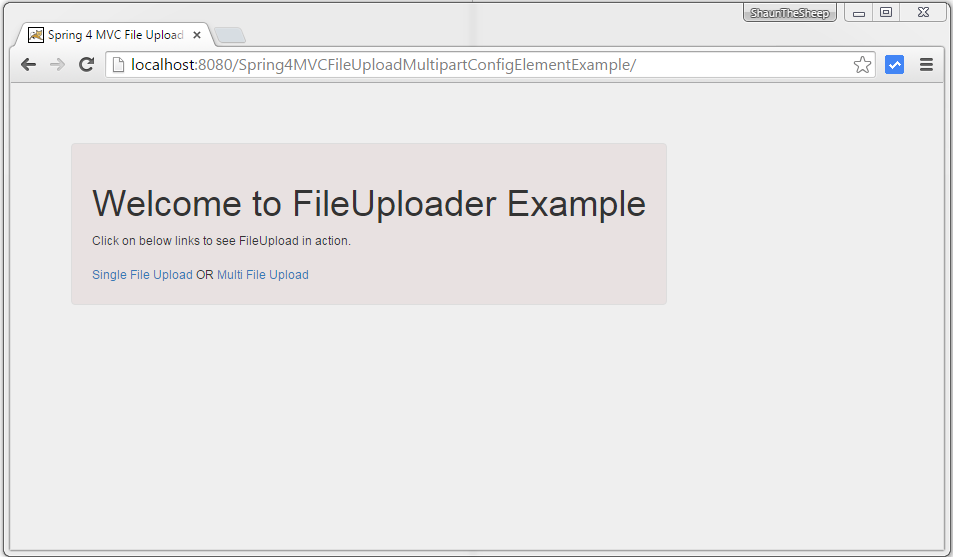 ShaunTheSheep
Spring 4 MVC File Upload
localhost:8080/Spring4MVCFileUploadMultipartConfigElementExample/
Welcome to FileUploader Example
Click on below links to see FileUpload in action.
Single File Upload OR Multi File Upload